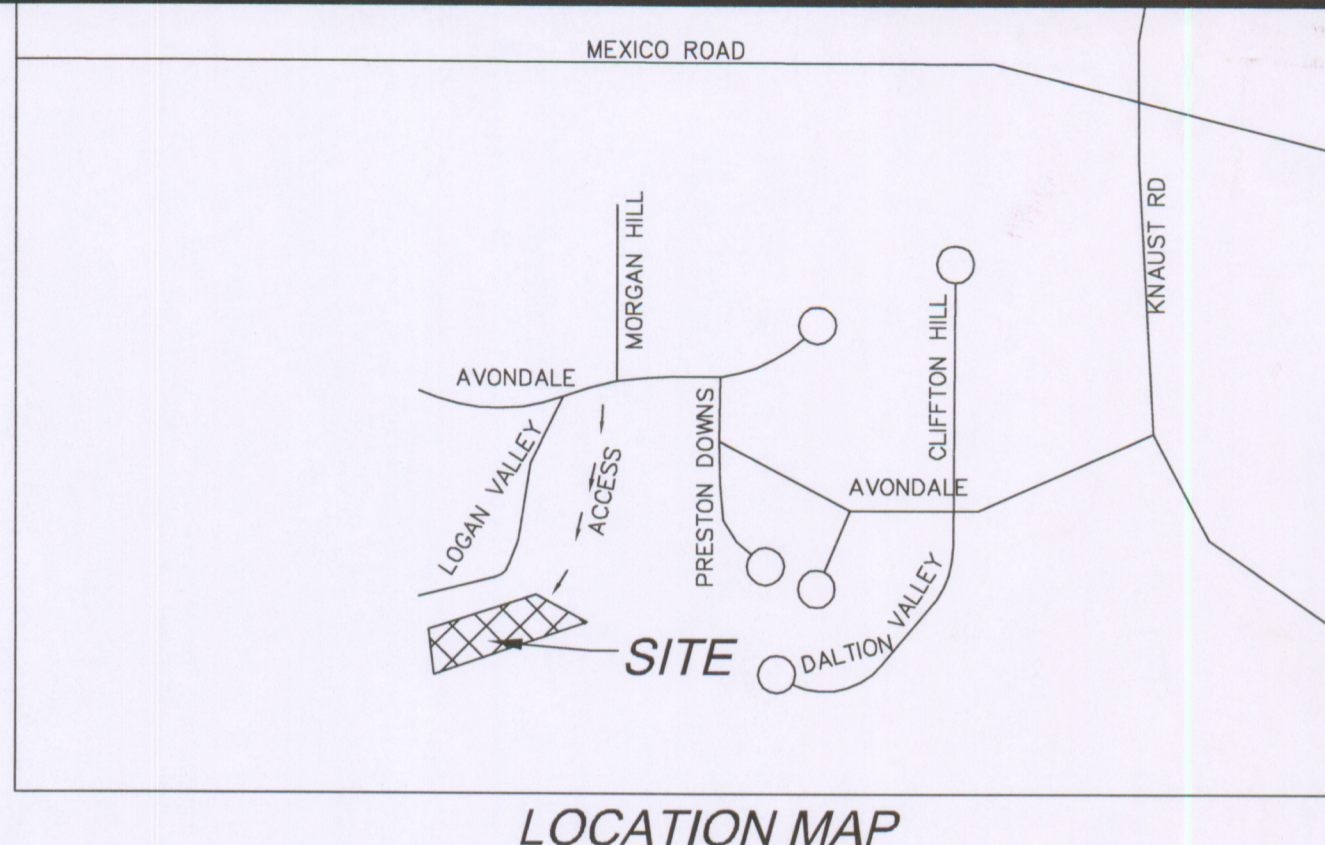 MEXICO ROAD
KNAUST RD
MORGAN HILL
CLIFFTON HILL
AVONDALE
PRESTON DOWNS
LOGAN VALLEY
ACCESS
AVONDALE
DALTION VALLEY
SITE
LOCATION MAP